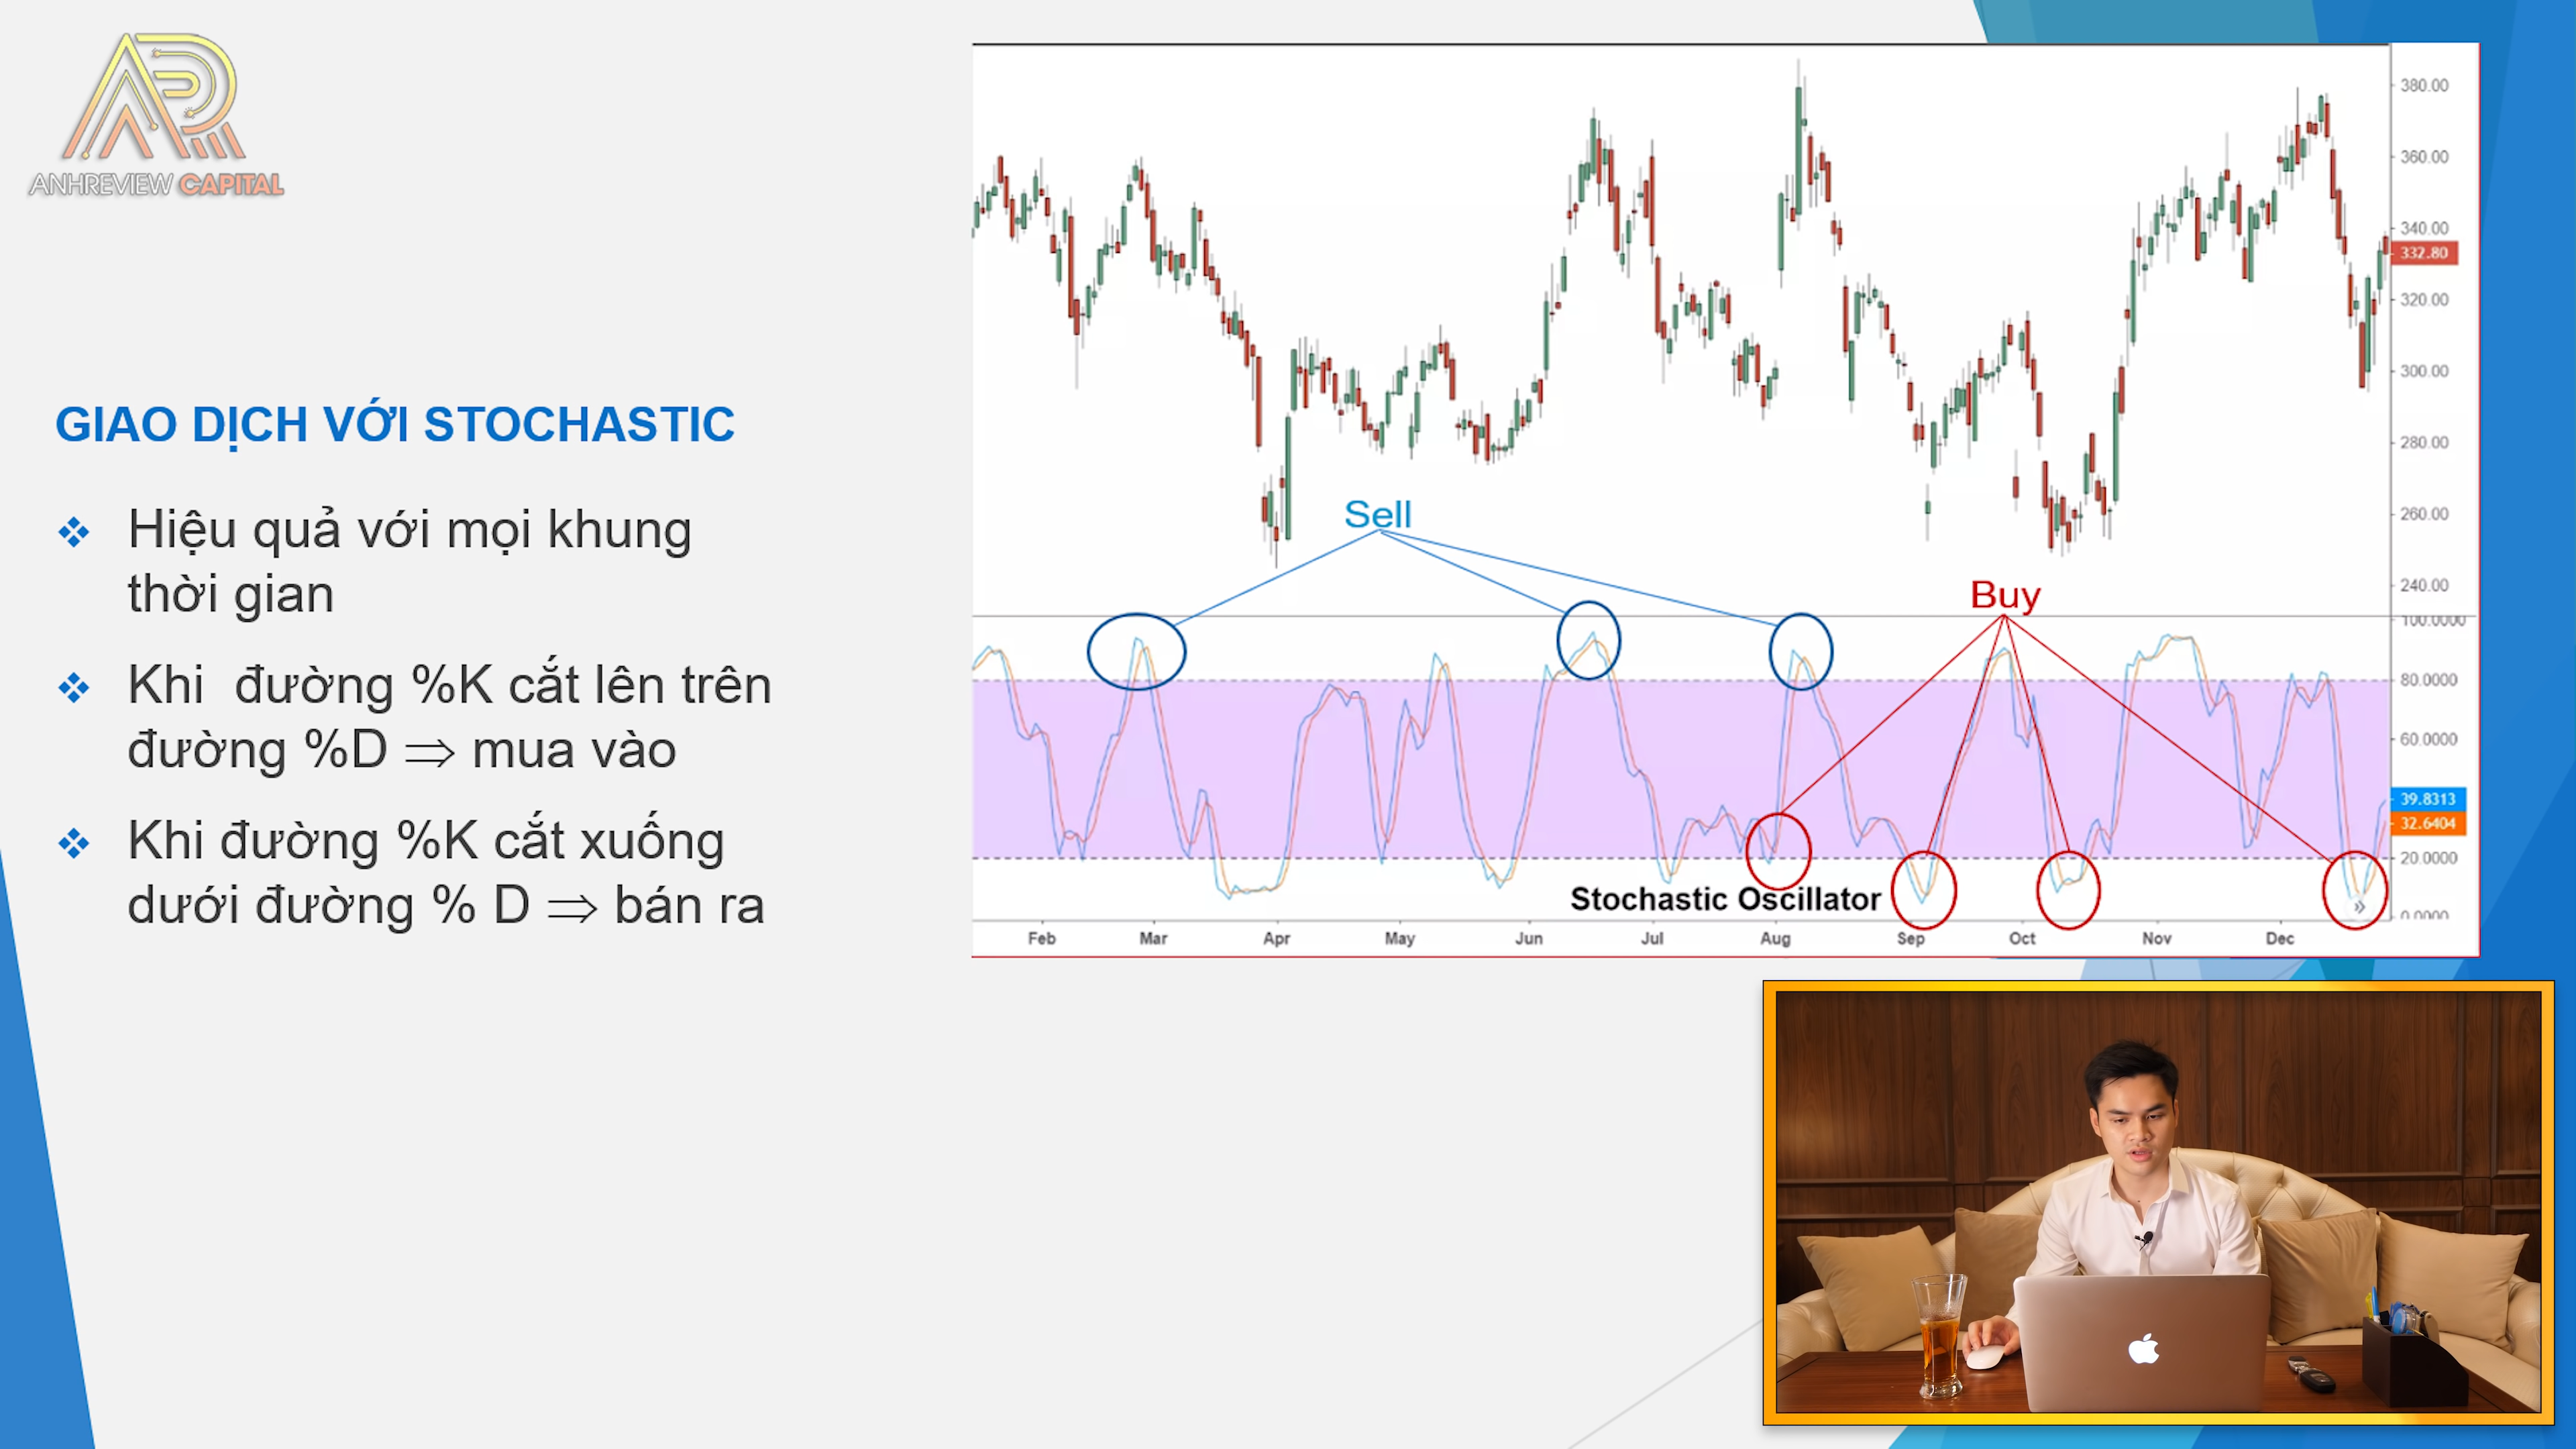 ANHREVIEW CAPITAL
GIAO DỊCH VỚI STOCHASTIC
Hiệu quả với mọi khung
thời gian
Khi đường %K cắt lên trên
đường %D ⇒ mua vào
Khi đường %K cắt xuống
dưới đường % D ⇒ bán ra
380.00
360.00
340.00
332.80
320.00
300.00
280.00
260.00
240.00
Sell
Buy
100.0000
80.0000
60.0000
39.8313
32.6404
20.0000
0.0000
Stochastic Oscillator
Feb Mar Apr May Jun Jul Aug Sep Oct Nov Dec